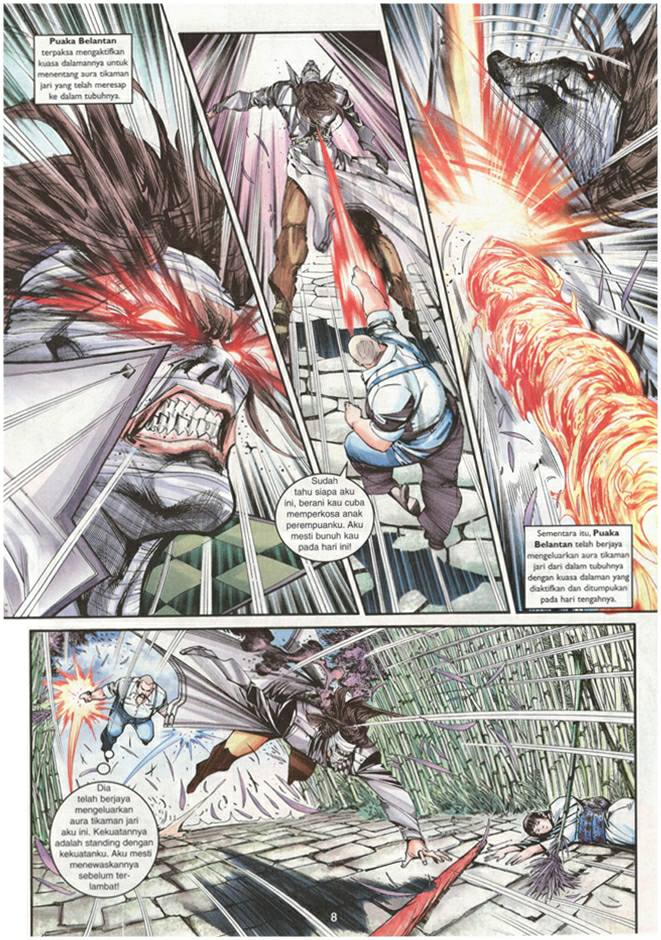 Puaka Belantan
terpaksa mengaktifkan
kuasa dalamannya untuk
menentang aura tikaman
jari yang telah meresap
ke dalam tubuhnya.
Sudah
tahu siapa aku
ini, berani kau cuba
memperkosa anak
perempuanku. Aku
mesti bunuh kau
pada hari ini!
Sementara itu, Puaka
Belantan telah berjaya
mengeluarkan aura tikaman
jari dari dalam tubuhnya
dengan kuasa dalaman yang
diaktifkan dan ditumpukan
pada hari tengahnya.
Dia
telah berjaya
mengeluarkan
aura tikaman jari
aku ini. Kekuatannya
adalah standing dengan
kekuatanku. Aku mesti
menewaskannya
sebelum ter-
lambat!
8